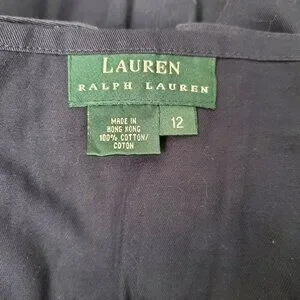 LAUREN
RALPH LAUREN
MADE IN
HONG KONG
100% COTTON/
COTON
12